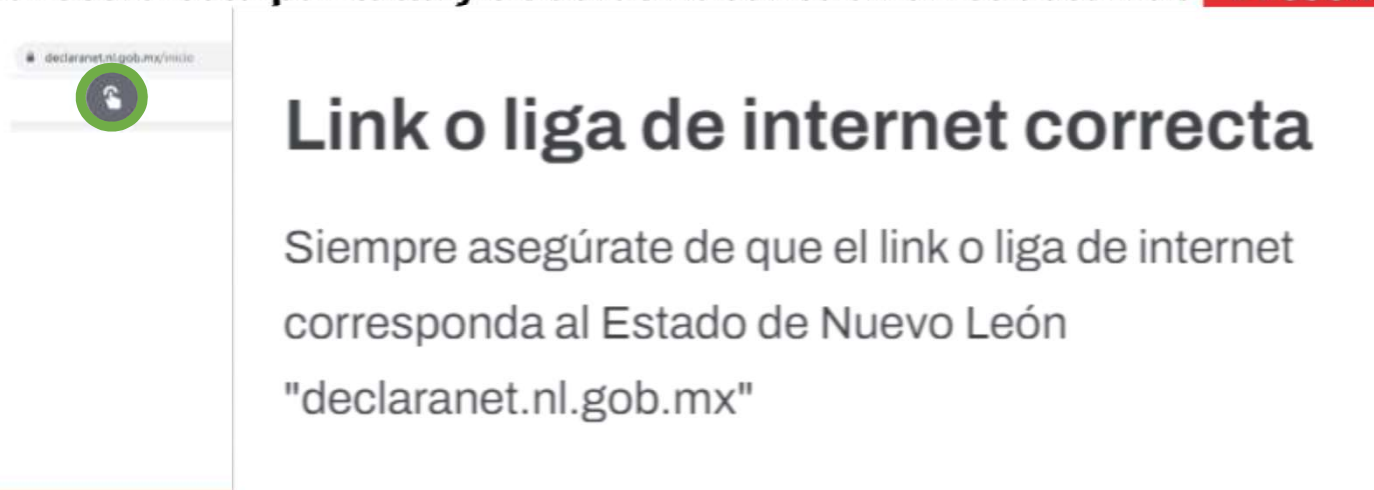 declaranet.nl.gob.mx/inicio
Link o liga de internet correcta
Siempre asegúrate de que el link o liga de internet
corresponda al Estado de Nuevo León
"declaranet.nl.gob.mx"